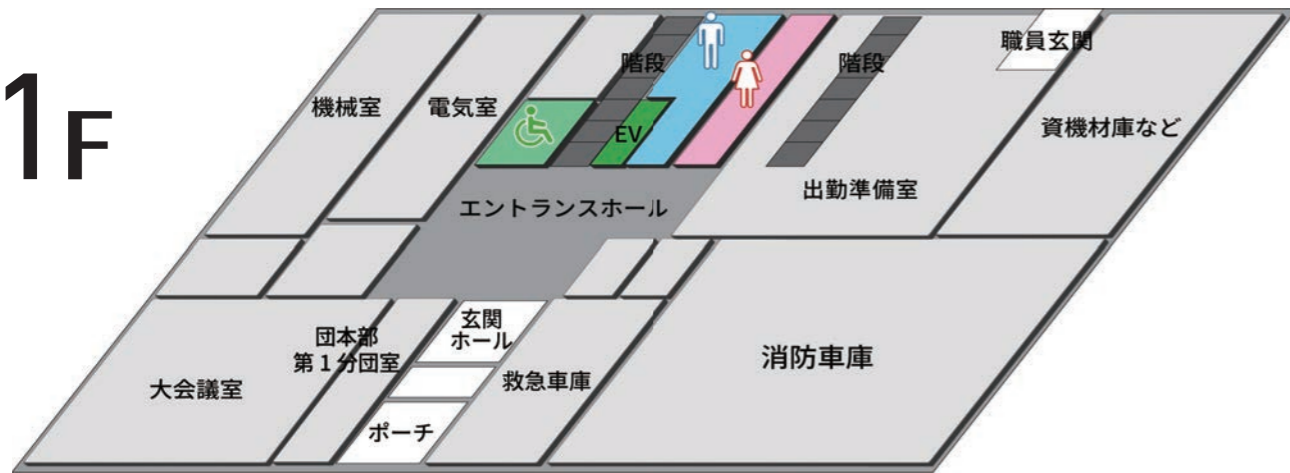 1F
職員玄関
階段
階段
機械室
電気室
EV
資機材庫など
出動準備室
エントランスホール
玄関
ホール
団本部
第1分団室
消防車庫
救急車庫
大会議室
ポーチ